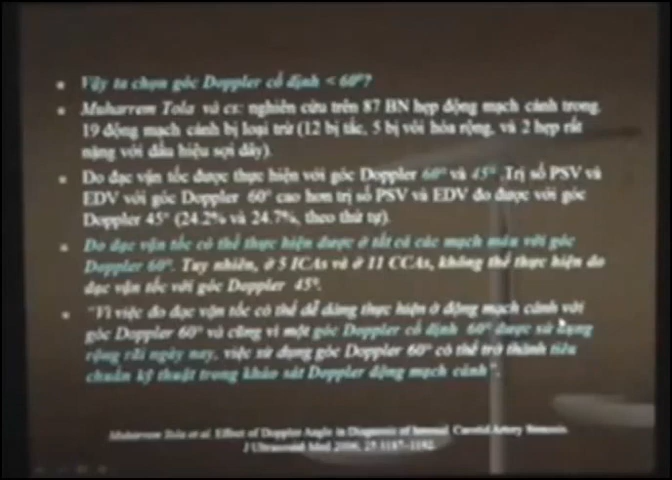 Vậy ta chọn góc Doppler cố định < 60°?
Muharrem Tola và cs: nghiên cứu trên 87 BN hẹp động mạch cảnh trong.
19 động mạch cảnh bị loại trừ (12 bị tắc, 5 bị vôi hóa rộng, và 2 hẹp rất
nặng với dấu hiệu sợi dây).
Đo đạc vận tốc được thực hiện với góc Doppler 60° và 45°. Trị số PSV và
EDV với góc Doppler 60° cao hơn trị số PSV và EDV đo được với góc
Doppler 45° (24.2% và 24.7%, theo thứ tự).
Đo đạc vận tốc có thể thực hiện được ở tất cả các mạch máu với góc
Doppler 60°. Tuy nhiên, ở 5 ICAs và ở 11 CCAs, không thể thực hiện đo
đạc vận tốc với góc Doppler 45°.
"Vì việc đo đạc vận tốc có thể dễ dàng thực hiện ở động mạch cảnh với
góc Doppler 60° và cũng vì một góc Doppler cố định 60° được sử dụng
rộng rãi ngày nay, việc sử dụng góc Doppler 60° có thể trở thành tiêu
chuẩn kỹ thuật trong khảo sát Doppler động mạch cảnh".
Muharrem Tola et al. Effect of Doppler Angle in Diagnosis of Internal Carotid Artery Stenosis.
J Ultrasound Med 2006; 25:1187–1192.